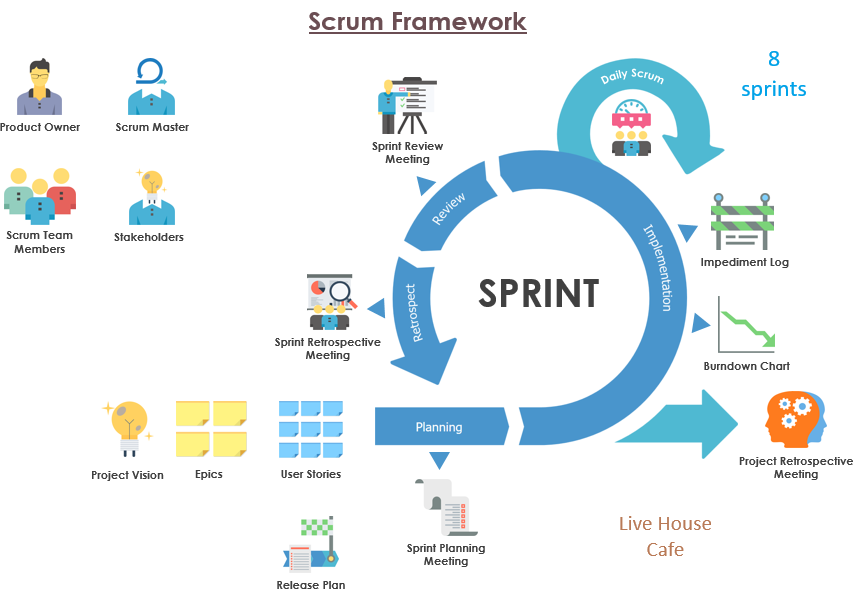 Scrum Framework
8
sprints
Daily Scrum
Product Owner
Scrum Master
Sprint Review
Meeting
Scrum Team
Members
Stakeholders
Review
Implementation
Impediment Log
SPRINT
Retrospect
Sprint Retrospective
Meeting
Burndown Chart
Planning
Project Vision
Epics
User Stories
Project Retrospective
Meeting
Sprint Planning
Meeting
Live House
Cafe
Release Plan